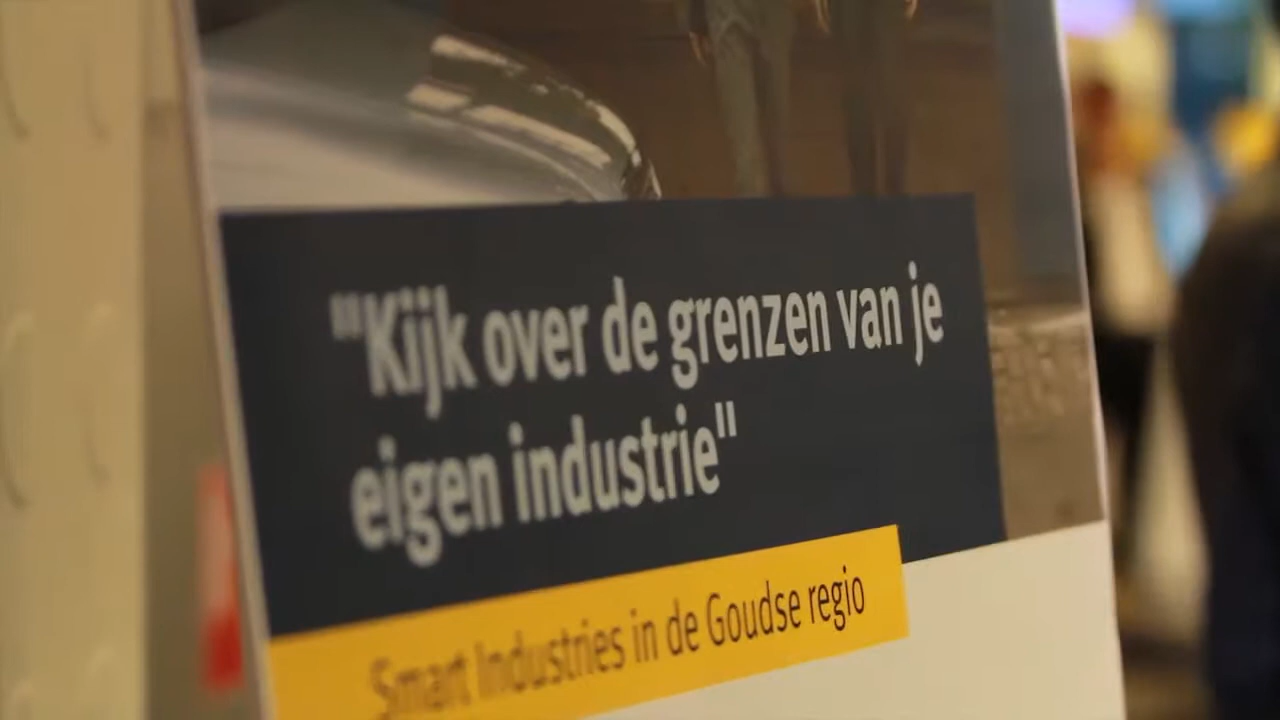 "Kijk over de grenzen van je
eigen industrie"
Smart Industries in de Goudse regio